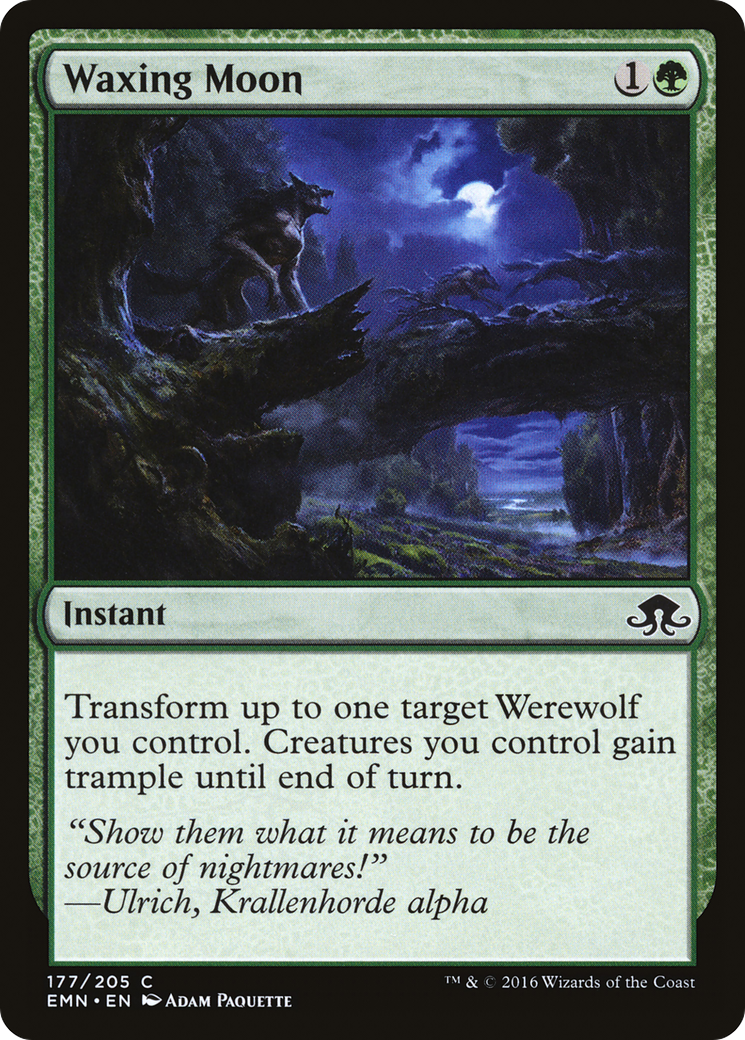 Waxing Moon 1
Instant
Transform up to one target Werewolf
you control. Creatures you control gain
trample until end of turn.
“Show them what it means to be the
source of nightmares!”
—Ulrich, Krallenhorde alpha
177/205 C
EMN • EN Adam Paquette
™ & © 2016 Wizards of the Coast